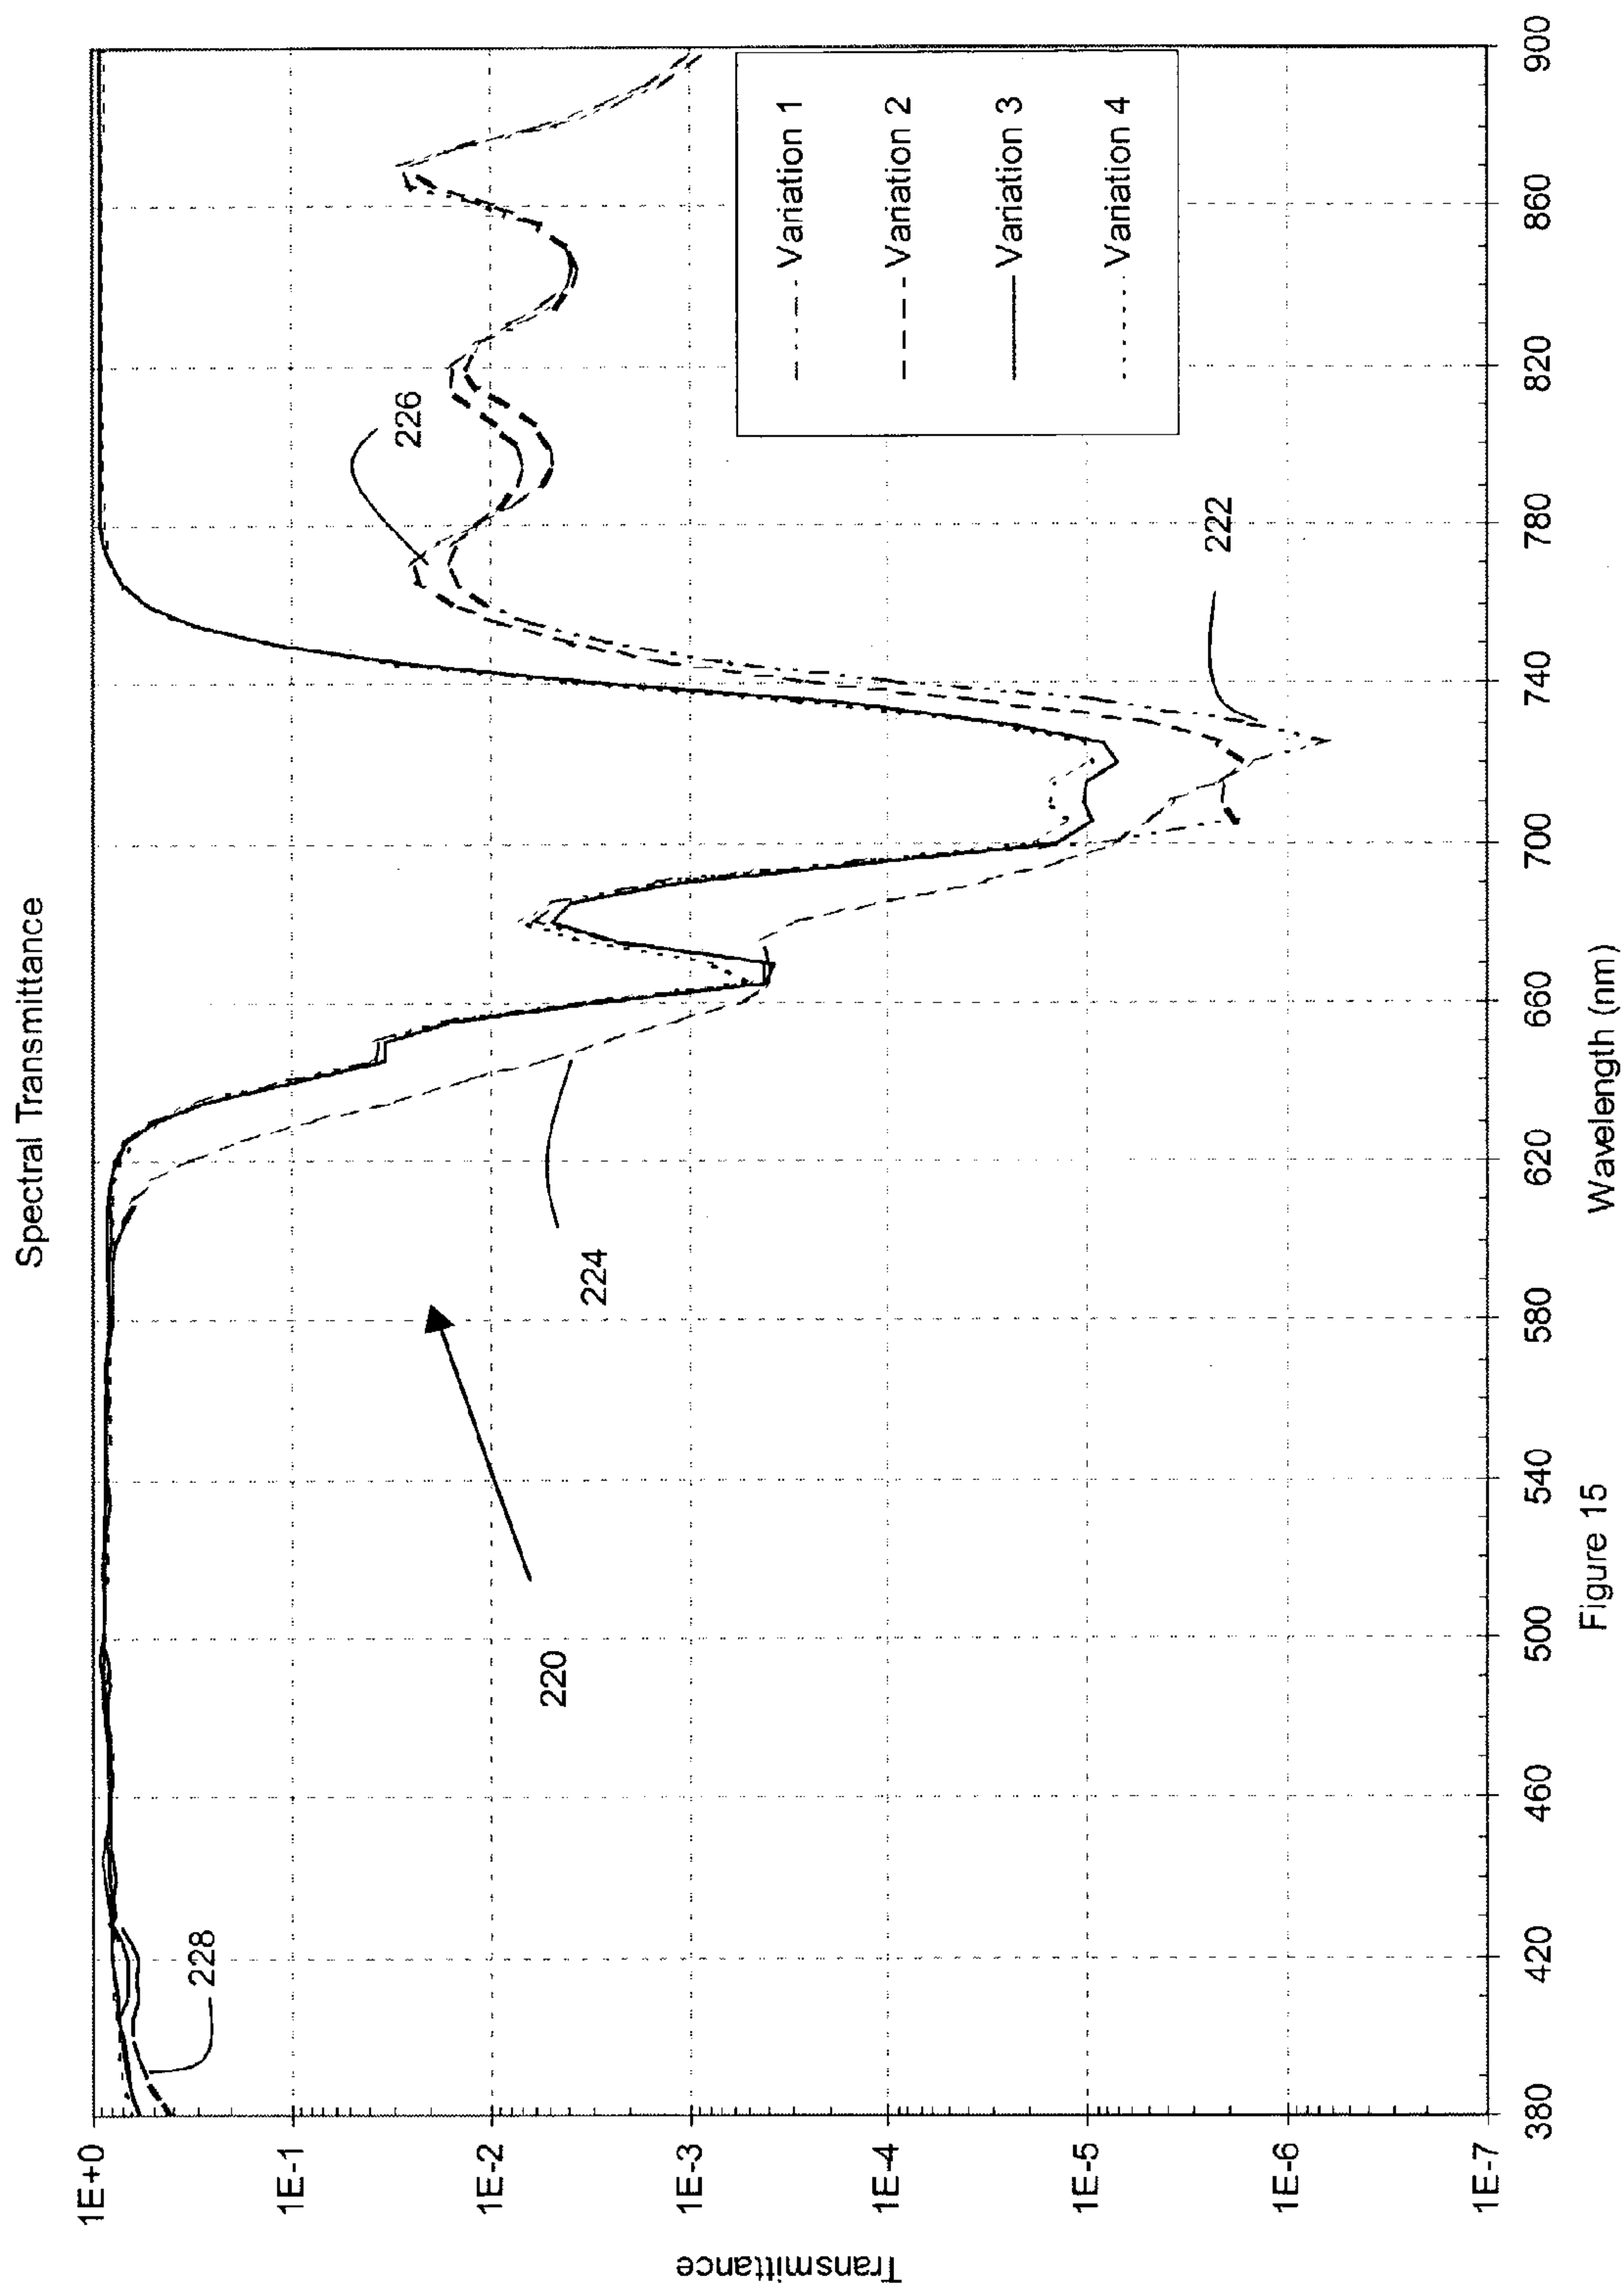 Spectral Transmittance
Transmittance
1E+0
1E-1
1E-2
1E-3
1E-4
1E-5
1E-6
1E-7
228
220
224
226
222
Variation 1
Variation 2
Variation 3
Variation 4
380 420 460 500 540 580 620 660 700 740 780 820 860 900
Wavelength (nm)
Figure 15